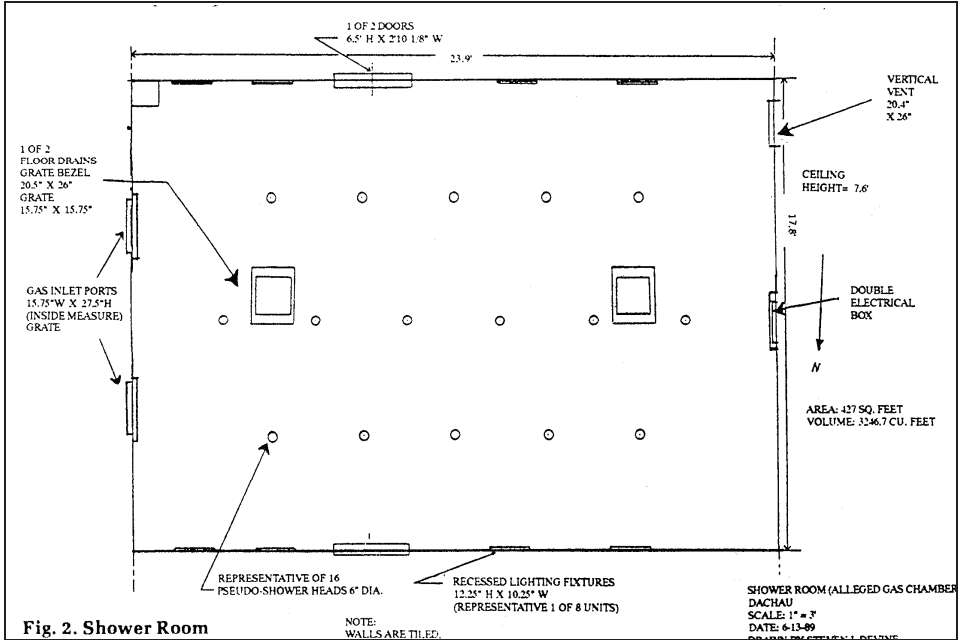 1 OF 2 DOORS
6.5' H X 2'10 1/8" W
23.9'
VERTICAL
VENT
20.4"
X 26"
1 OF 2
FLOOR DRAINS
GRATE BEZEL
20.5" X 26"
GRATE
15.75" X 15.75"
CEILING
HEIGHT= 7.6'
17.8'
GAS INLET PORTS
15.75"W X 27.5"H
(INSIDE MEASURE)
GRATE
DOUBLE
ELECTRICAL
BOX
N
AREA: 427 SQ. FEET
VOLUME: 3246.7 CU. FEET
REPRESENTATIVE OF 16
PSEUDO-SHOWER HEADS 6" DIA.
RECESSED LIGHTING FIXTURES
12.25" H X 10.25" W
(REPRESENTATIVE 1 OF 8 UNITS)
SHOWER ROOM (ALLEGED GAS CHAMBER
DACHAU
SCALE: 1" = 3'
DATE: 6-13-89
DRAWN BY STEVEN J. DEVINE
NOTE:
WALLS ARE TILED.
Fig. 2. Shower Room